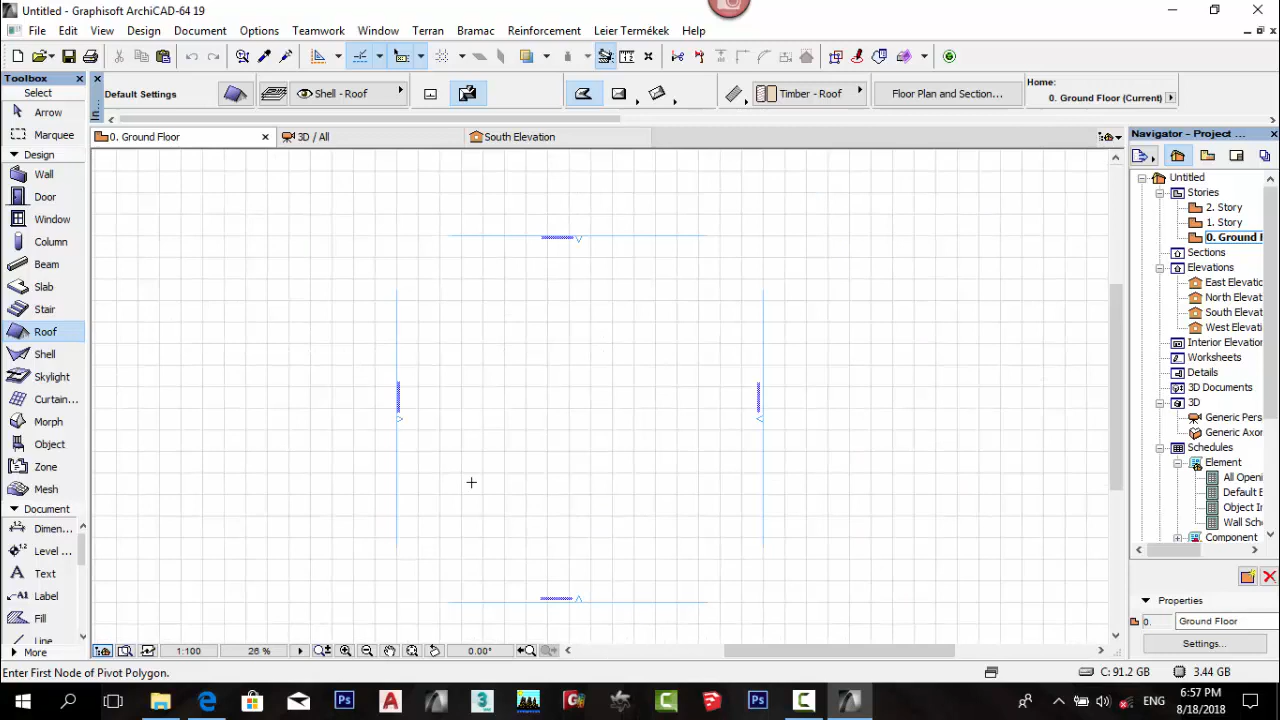 Untitled - Graphisoft ArchiCAD-64 19
File Edit View Design Document Options Teamwork Window Terran Bramac Reinforcement Leier Termékek Help
Toolbox
Select
Arrow
Marquee
Design
Wall
Door
Window
Column
Beam
Slab
Stair
Roof
Shell
Skylight
Curtain...
Morph
Object
Zone
Mesh
Document
Dimen...
Level ...
Text
Label
Fill
Line
More
Default Settings
Shell - Roof
Timber - Roof
Floor Plan and Section...
Home:
0. Ground Floor (Current)
0. Ground Floor
3D / All
South Elevation
Navigator - Project ...
Untitled
Stories
2. Story
1. Story
0. Ground F
Sections
Elevations
East Elevatio
North Elevat
South Elevat
West Elevati
Interior Elevation
Worksheets
Details
3D Documents
3D
Generic Pers
Generic Axon
Schedules
Element
All Openi
Default E
Object In
Wall Sche
Component
Properties
0.
Ground Floor
Settings...
1:100
26 %
0.00°
Enter First Node of Pivot Polygon.
C: 91.2 GB
3.44 GB
ENG
6:57 PM
8/18/2018